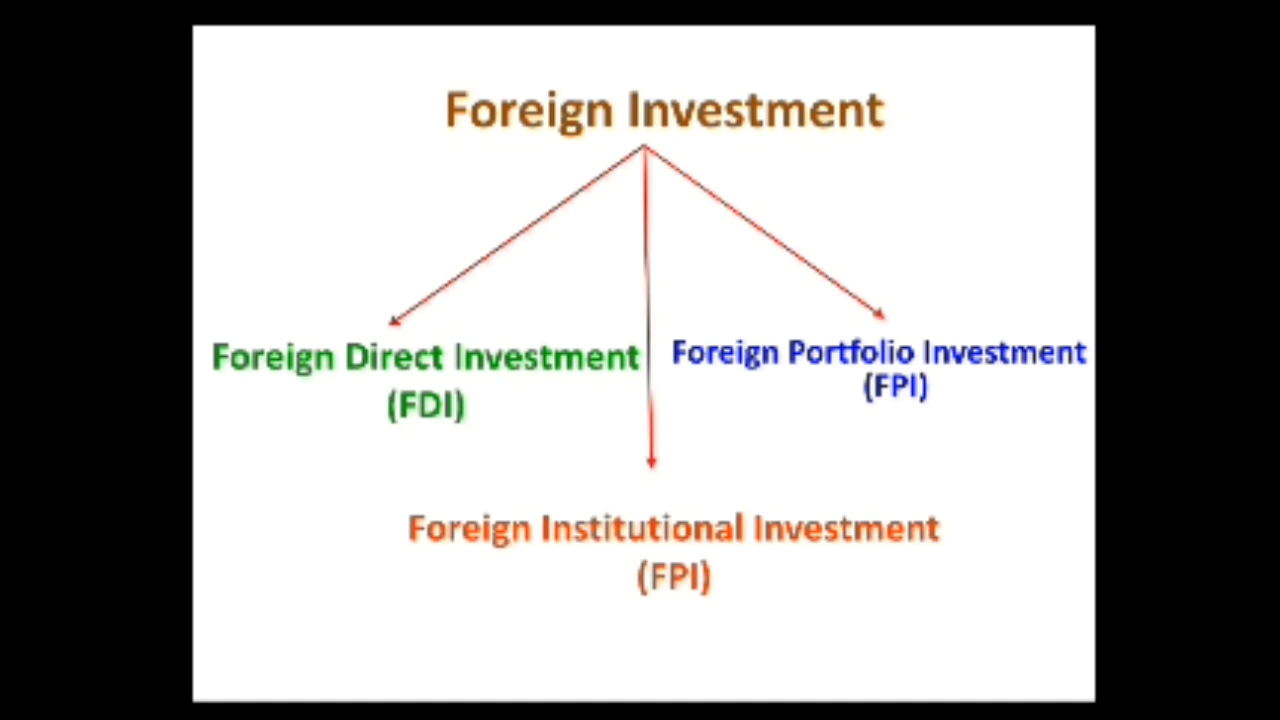 Foreign Investment
Foreign Direct Investment
(FDI)
Foreign Portfolio Investment
(FPI)
Foreign Institutional Investment
(FPI)